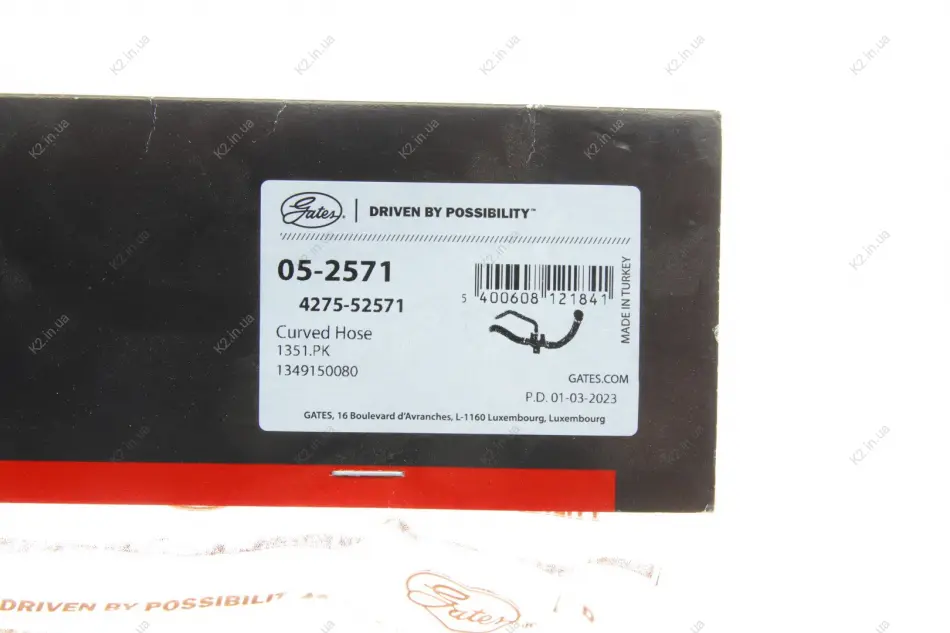 Gates. | DRIVEN BY POSSIBILITY™
05-2571
4275-52571
Curved Hose
1351.PK
1349150080
5 400608 121841
MADE IN TURKEY
GATES.COM
P.D. 01-03-2023
GATES, 16 Boulevard d'Avranches, L-1160 Luxembourg, Luxembourg
DRIVEN BY POSSIBILIT
Gates
K2.in.ua